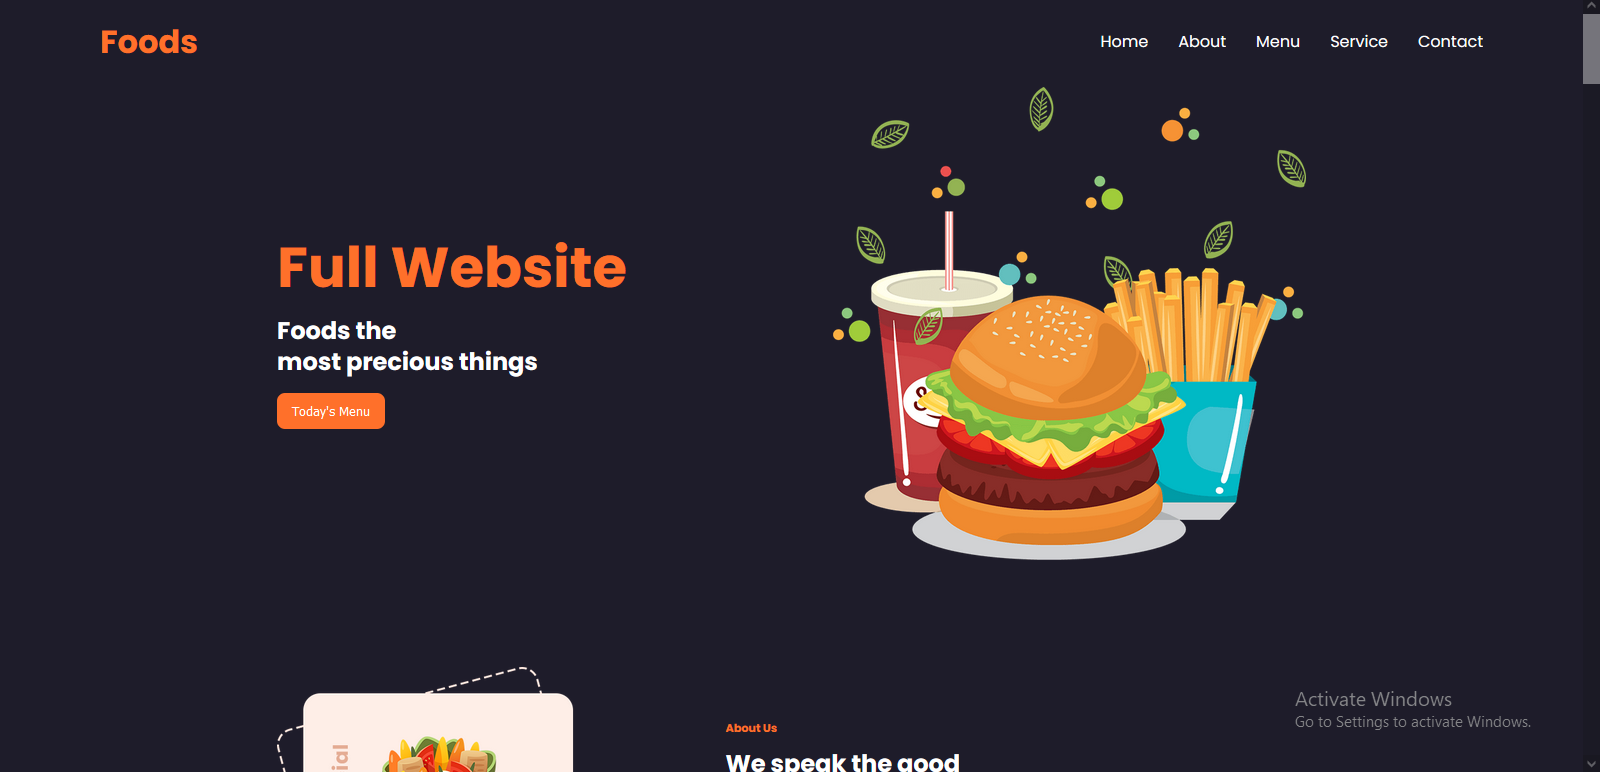 Foods
Home
About
Menu
Service
Contact
Full Website
Foods the
most precious things
Today's Menu
About Us
We speak the good
Activate Windows
Go to Settings to activate Windows.